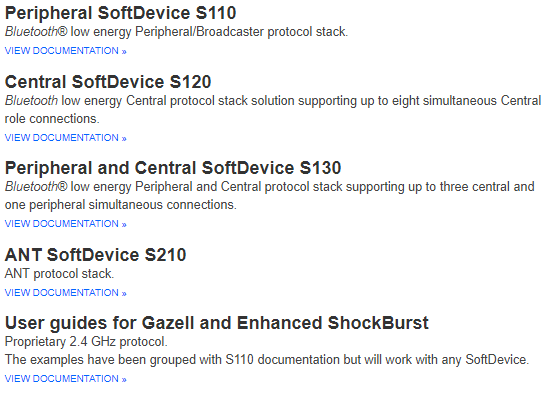 Peripheral SoftDevice S110
Bluetooth® low energy Peripheral/Broadcaster protocol stack.
VIEW DOCUMENTATION »
Central SoftDevice S120
Bluetooth low energy Central protocol stack solution supporting up to eight simultaneous Central
role connections.
VIEW DOCUMENTATION »
Peripheral and Central SoftDevice S130
Bluetooth® low energy Peripheral and Central protocol stack supporting up to three central and
one peripheral simultaneous connections.
VIEW DOCUMENTATION »
ANT SoftDevice S210
ANT protocol stack.
VIEW DOCUMENTATION »
User guides for Gazell and Enhanced ShockBurst
Proprietary 2.4 GHz protocol.
The examples have been grouped with S110 documentation but will work with any SoftDevice.
VIEW DOCUMENTATION »